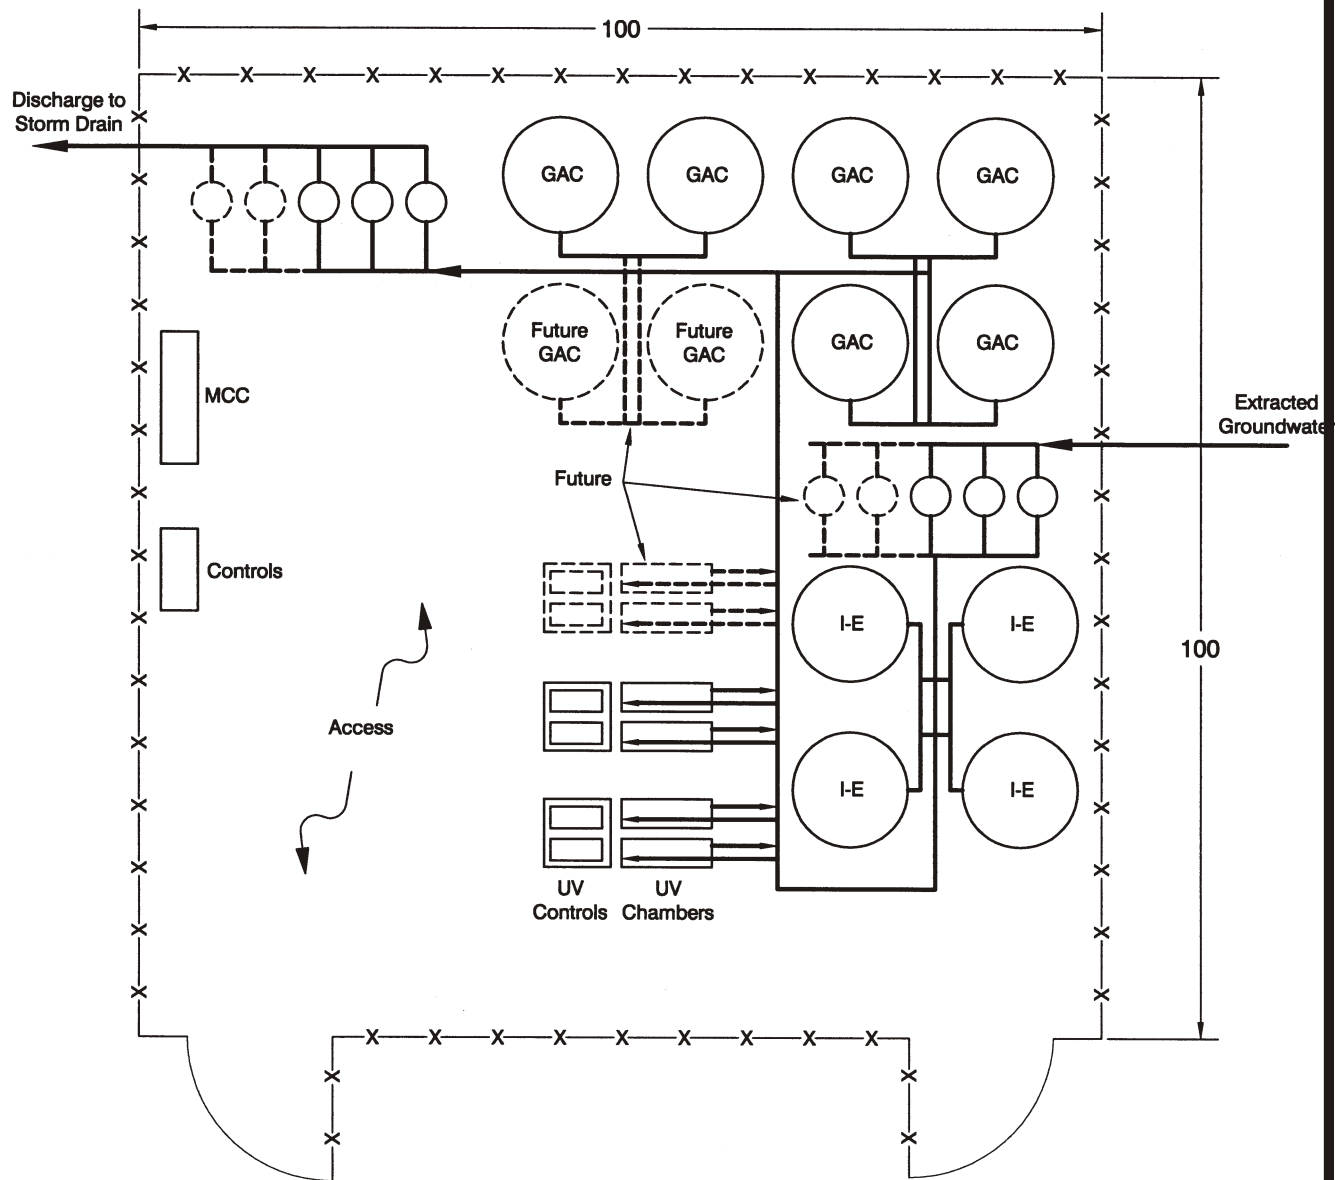 100
Discharge to
Storm Drain
GAC
GAC
GAC
GAC
Future
GAC
Future
GAC
GAC
GAC
MCC
Extracted
Groundwater
Future
Controls
I-E
I-E
100
Access
I-E
I-E
UV
Controls
UV
Chambers